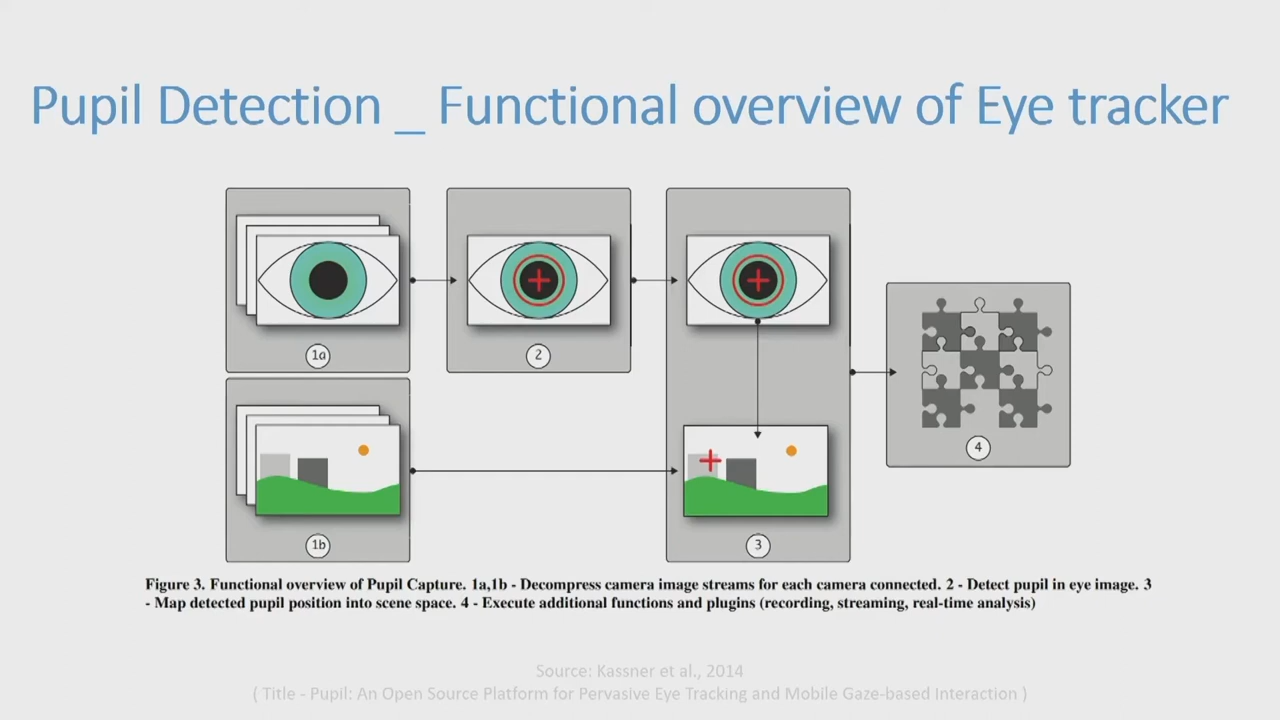 Pupil Detection _ Functional overview of Eye tracker
1a
2
1b
3
4
Figure 3. Functional overview of Pupil Capture. 1a,1b - Decompress camera image streams for each camera connected. 2 - Detect pupil in eye image. 3
- Map detected pupil position into scene space. 4 - Execute additional functions and plugins (recording, streaming, real-time analysis)
Source: Kassner et al., 2014
( Title - Pupil: An Open Source Platform for Pervasive Eye Tracking and Mobile Gaze-based Interaction )